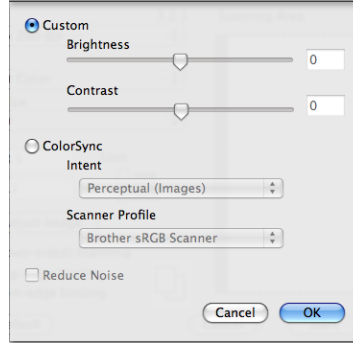 Custom
Brightness
0
Contrast
0
ColorSync
Intent
Perceptual (Images)
Scanner Profile
Brother sRGB Scanner
Reduce Noise
Cancel OK